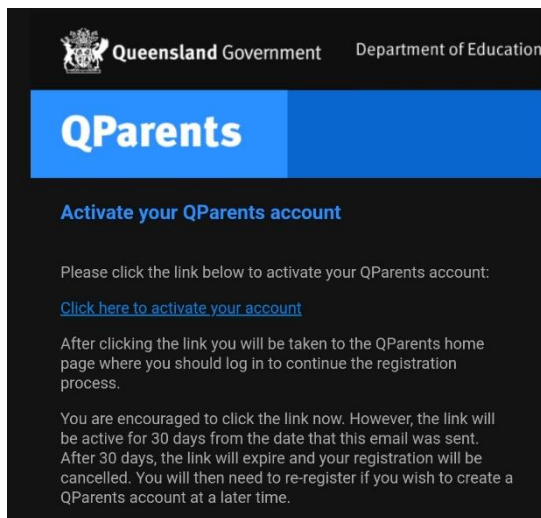 Queensland Government Department of Education
QParents
Activate your QParents account
Please click the link below to activate your QParents account:
Click here to activate your account
After clicking the link you will be taken to the QParents home
page where you should log in to continue the registration
process.
You are encouraged to click the link now. However, the link will
be active for 30 days from the date that this email was sent.
After 30 days, the link will expire and your registration will be
cancelled. You will then need to re-register if you wish to create a
QParents account at a later time.